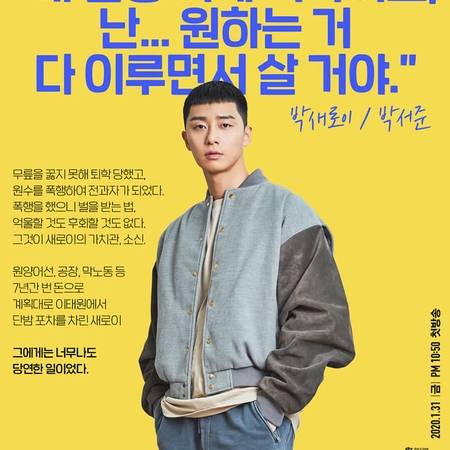 난... 원하는 거
다 이루면서 살 거야."
박새로이 / 박서준
무릎을 꿇지 못해 퇴학 당했고,
원수를 폭행하여 전과자가 되었다.
폭행을 했으니 벌을 받는 법,
억울할 것도 후회할 것도 없다.
그것이 새로이의 가치관, 소신.
원양어선, 공장, 막노동 등
7년간 번 돈으로
계획대로 이태원에서
단밤 포차를 차린 새로이
그에게는 너무나도
당연한 일이었다.
2020.1.31 |금| PM 10:50 첫방송